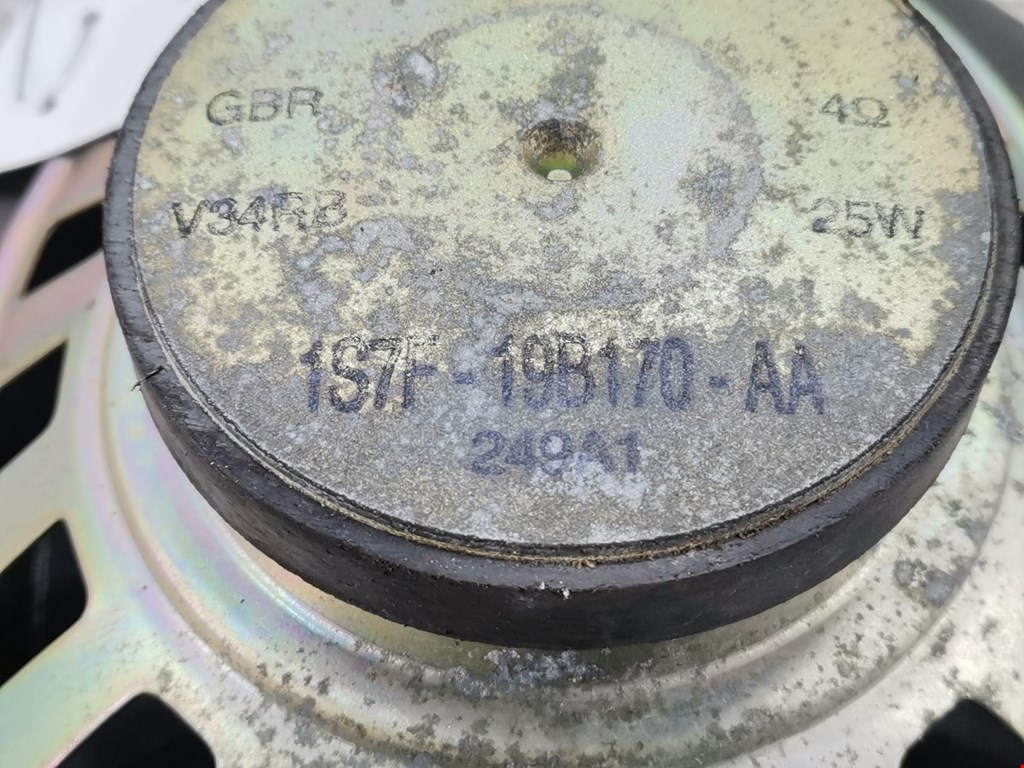 GBR 4Ω
V34RB 25W
1S7F - 19B170 - AA
249A1